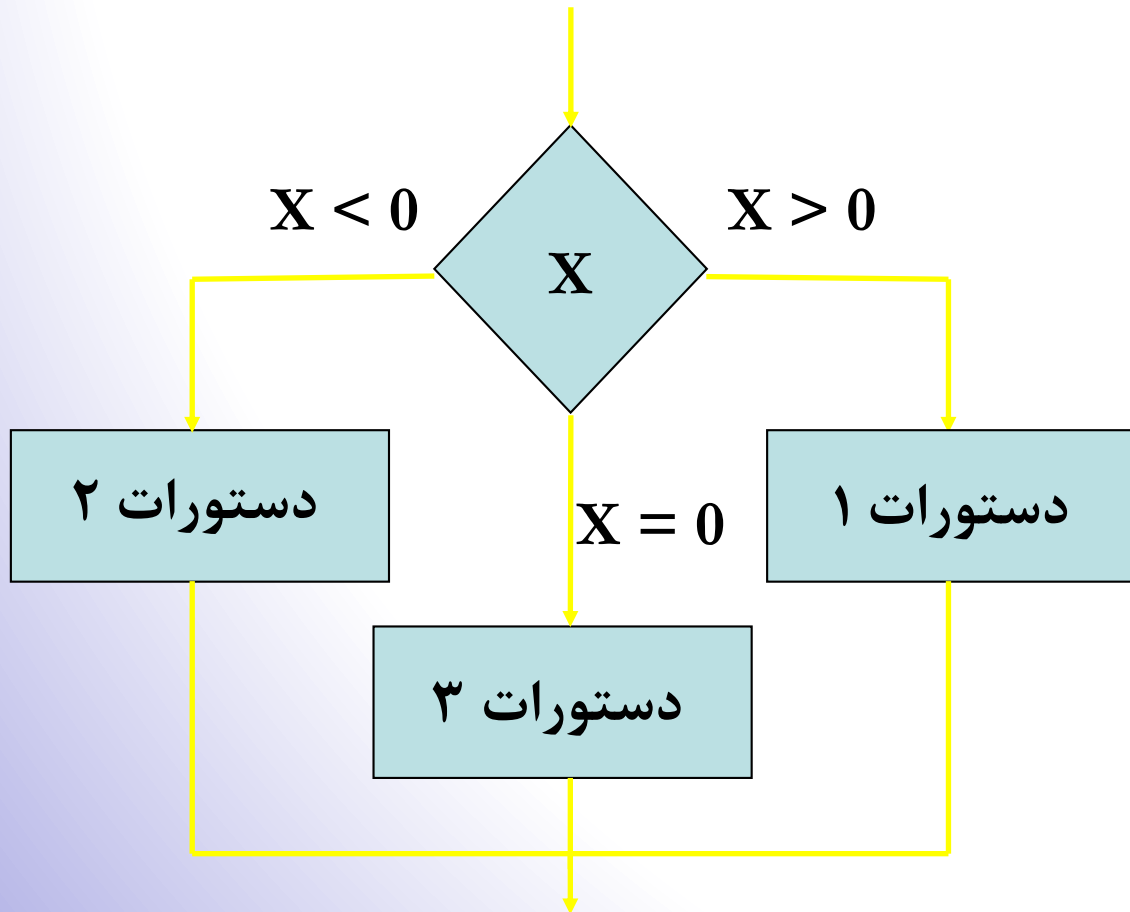 X < 0
X > 0
X
دستورات ۲
X = 0
دستورات ۱
دستورات ۳